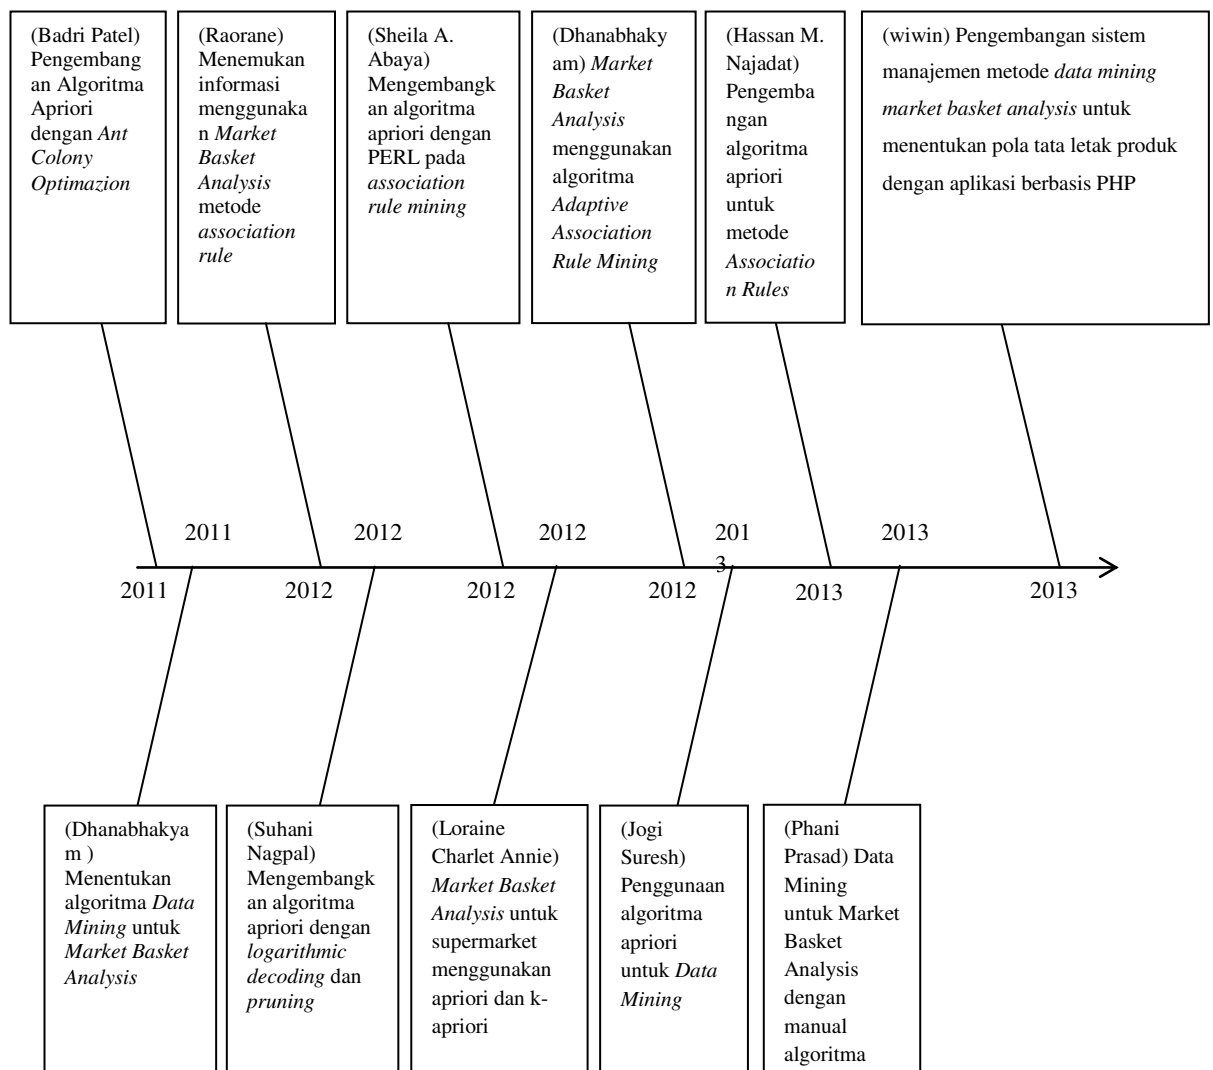 (Badri Patel)
Pengembang
an Algoritma
Apriori
dengan Ant
Colony
Optimazion
(Raorane)
Menemukan
informasi
menggunaka
n Market
Basket
Analysis
metode
association
rule
(Sheila A.
Abaya)
Mengembangk
an algoritma
apriori dengan
PERL pada
association
rule mining
(Dhanabhaky
am) Market
Basket
Analysis
menggunakan
algoritma
Adaptive
Association
Rule Mining
(Hassan M.
Najadat)
Pengemba
ngan
algoritma
apriori
untuk
metode
Associatio
n Rules
(wiwin) Pengembangan sistem
manajemen metode data mining
market basket analysis untuk
menentukan pola tata letak produk
dengan aplikasi berbasis PHP
2011
2012
2012
201
3
2013
2011
2012
2012
2012
2013
2013
(Dhanabhakya
m )
Menentukan
algoritma Data
Mining untuk
Market Basket
Analysis
(Suhani
Nagpal)
Mengembangk
an algoritma
apriori dengan
logarithmic
decoding dan
pruning
(Loraine
Charlet Annie)
Market Basket
Analysis untuk
supermarket
menggunakan
apriori dan k-
apriori
(Jogi
Suresh)
Penggunaan
algoritma
apriori
untuk Data
Mining
(Phani
Prasad) Data
Mining
untuk Market
Basket
Analysis
dengan
manual
algoritma